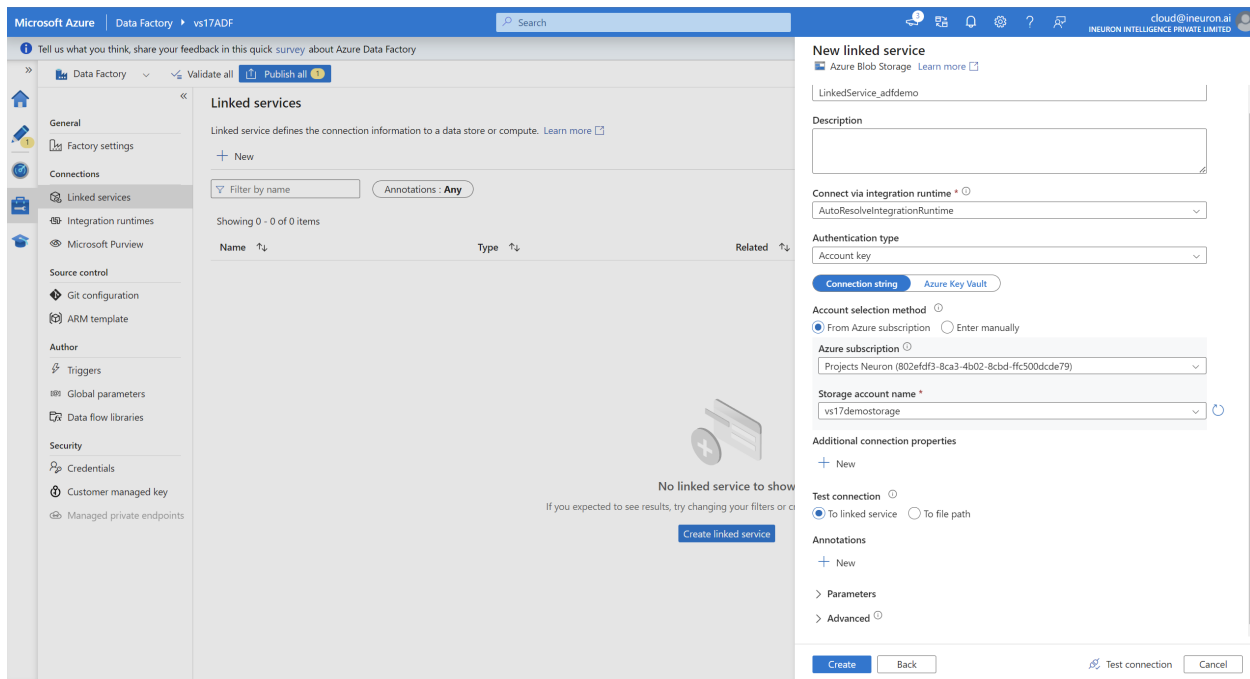 Microsoft Azure Data Factory vs17ADF Search 3 cloud@ineuron.ai
INEURON INTELLIGENCE PRIVATE LIMITED
Tell us what you think, share your feedback in this quick survey about Azure Data Factory
Data Factory Validate all Publish all 1
1
General
Factory settings
Connections
Linked services
Integration runtimes
Microsoft Purview
Source control
Git configuration
ARM template
Author
Triggers
Global parameters
Data flow libraries
Security
Credentials
Customer managed key
Managed private endpoints
Linked services
Linked service defines the connection information to a data store or compute. Learn more
New
Filter by name Annotations : Any
Showing 0 - 0 of 0 items
Name Type Related
No linked service to show
If you expected to see results, try changing your filters or
Create linked service
New linked service
Azure Blob Storage Learn more
LinkedService_adfdemo
Description
Connect via integration runtime *
AutoResolveIntegrationRuntime
Authentication type
Account key
Connection string Azure Key Vault
Account selection method
From Azure subscription Enter manually
Azure subscription
Projects Neuron (802efdf3-8ca3-4b02-8cbd-ffc500dcde79)
Storage account name *
vs17demostorage
Additional connection properties
New
Test connection
To linked service To file path
Annotations
New
Parameters
Advanced
Create Back Test connection Cancel